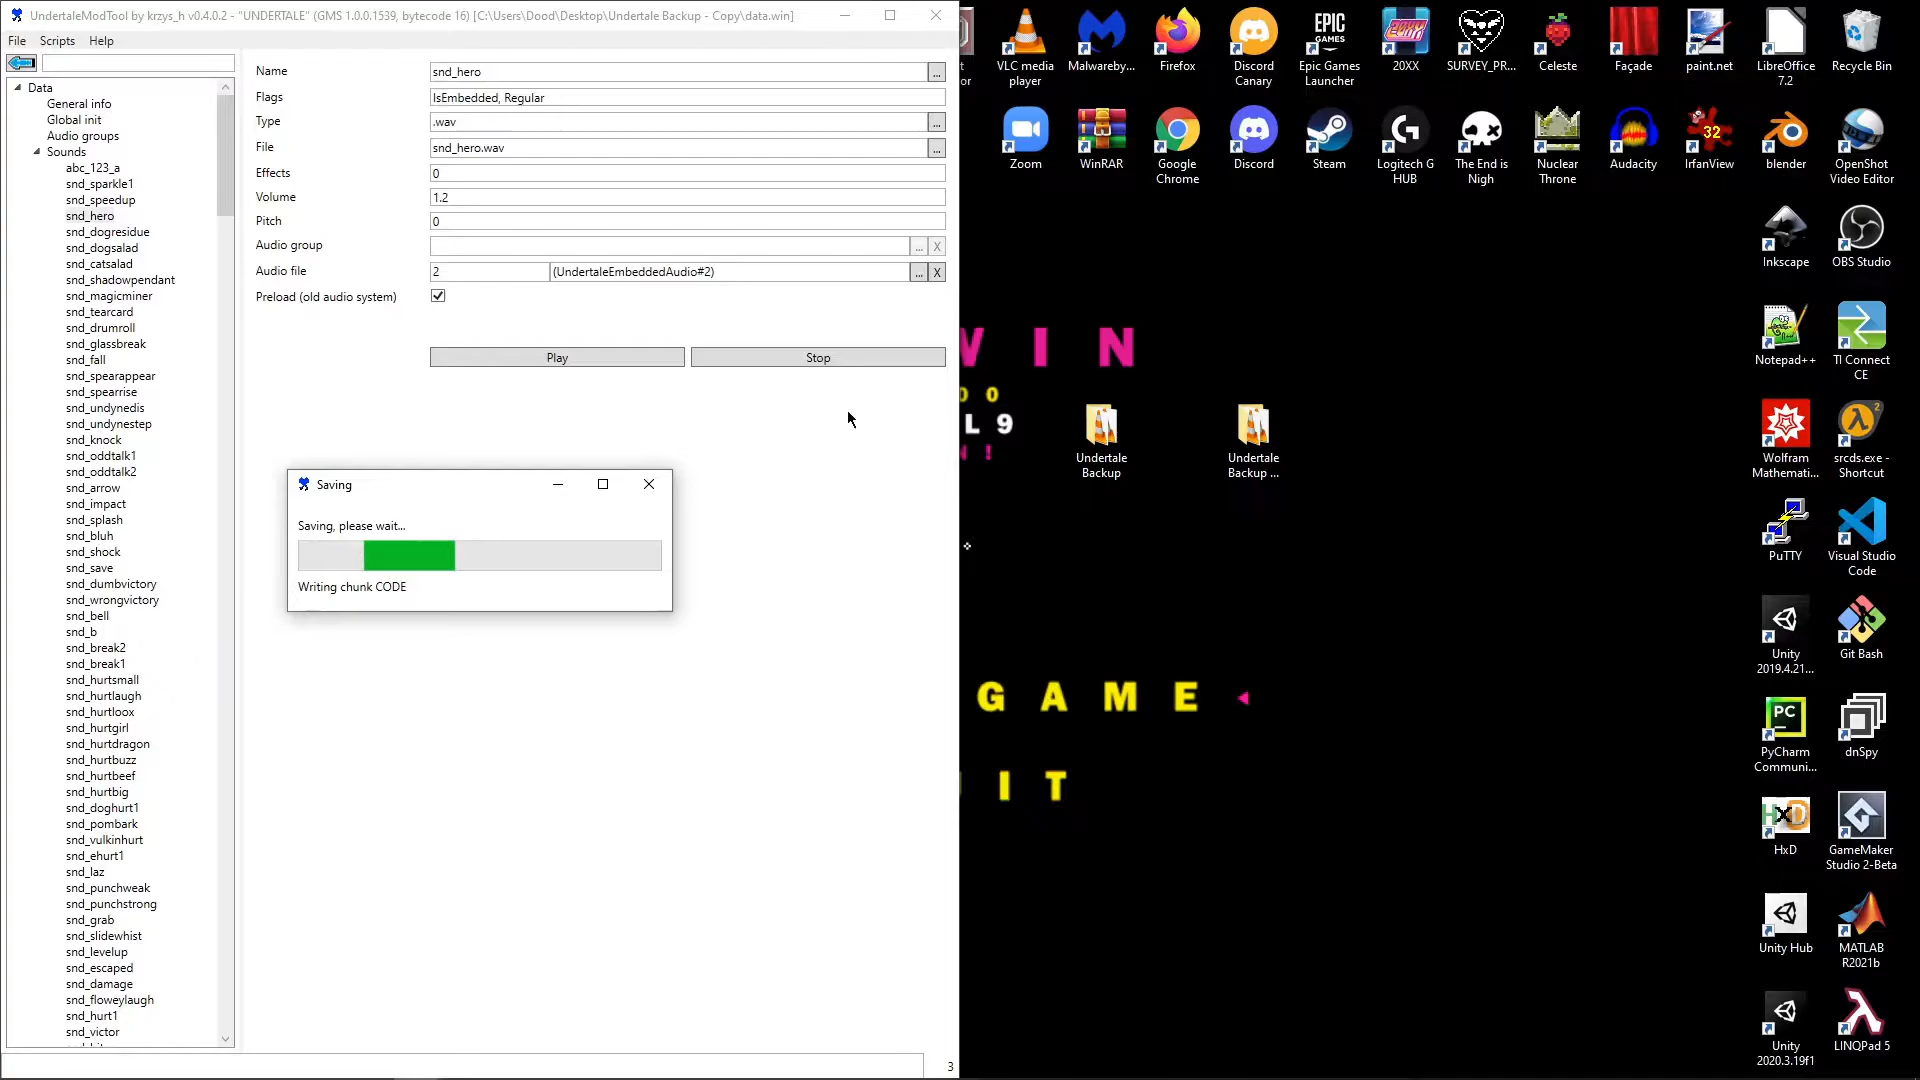 UndertaleModTool by krzys_h v0.4.0.2 - "UNDERTALE" (GMS 1.0.0.1539, bytecode 16) [C:\Users\Dood\Desktop\Undertale Backup - Copy\data.win]
File Scripts Help
Data
General info
Global init
Audio groups
Sounds
abc_123_a
snd_sparkle1
snd_speedup
snd_hero
snd_dogresidue
snd_dogsalad
snd_catsalad
snd_shadowpendant
snd_magicminer
snd_tearcard
snd_drumroll
snd_glassbreak
snd_fall
snd_spearappear
snd_spearrise
snd_undynedis
snd_undynestep
snd_knock
snd_oddtalk1
snd_oddtalk2
snd_arrow
snd_impact
snd_splash
snd_bluh
snd_shock
snd_save
snd_dumbvictory
snd_wrongvictory
snd_bell
snd_b
snd_break2
snd_break1
snd_hurtsmall
snd_hurtlaugh
snd_hurtloox
snd_hurtgirl
snd_hurtdragon
snd_hurtbuzz
snd_hurtbeef
snd_hurtbig
snd_doghurt1
snd_pombark
snd_vulkinhurt
snd_ehurt1
snd_laz
snd_punchweak
snd_punchstrong
snd_grab
snd_slidewhist
snd_levelup
snd_escaped
snd_damage
snd_floweylaugh
snd_hurt1
snd_victor
Name snd_hero ...
Flags IsEmbedded, Regular
Type .wav ...
File snd_hero.wav ...
Effects 0
Volume 1.2
Pitch 0
Audio group ... X
Audio file 2 (UndertaleEmbeddedAudio#2) ... X
Preload (old audio system)
Play Stop
Saving
Saving, please wait...
Writing chunk CODE
3
VLC media player
Malwareby...
Firefox
Discord Canary
EPIC GAMES
Epic Games Launcher
20XX
SURVEY_PR...
Celeste
Façade
paint.net
LibreOffice 7.2
Recycle Bin
Zoom
WinRAR
Google Chrome
Discord
Steam
Logitech G HUB
The End is Nigh
Nuclear Throne
Audacity
32
IrfanView
blender
OpenShot Video Editor
Inkscape
OBS Studio
Notepad++
TI Connect CE
Wolfram Mathemati...
srcds.exe - Shortcut
PuTTY
Visual Studio Code
Unity 2019.4.21...
Git Bash
PC
PyCharm Communi...
dnSpy
HxD
HxD
GameMaker Studio 2-Beta
Unity Hub
MATLAB R2021b
Unity 2020.3.19f1
LINQPad 5
Undertale Backup
Undertale Backup ...
W I N
0 0
L 9
N !
G A M E
I T